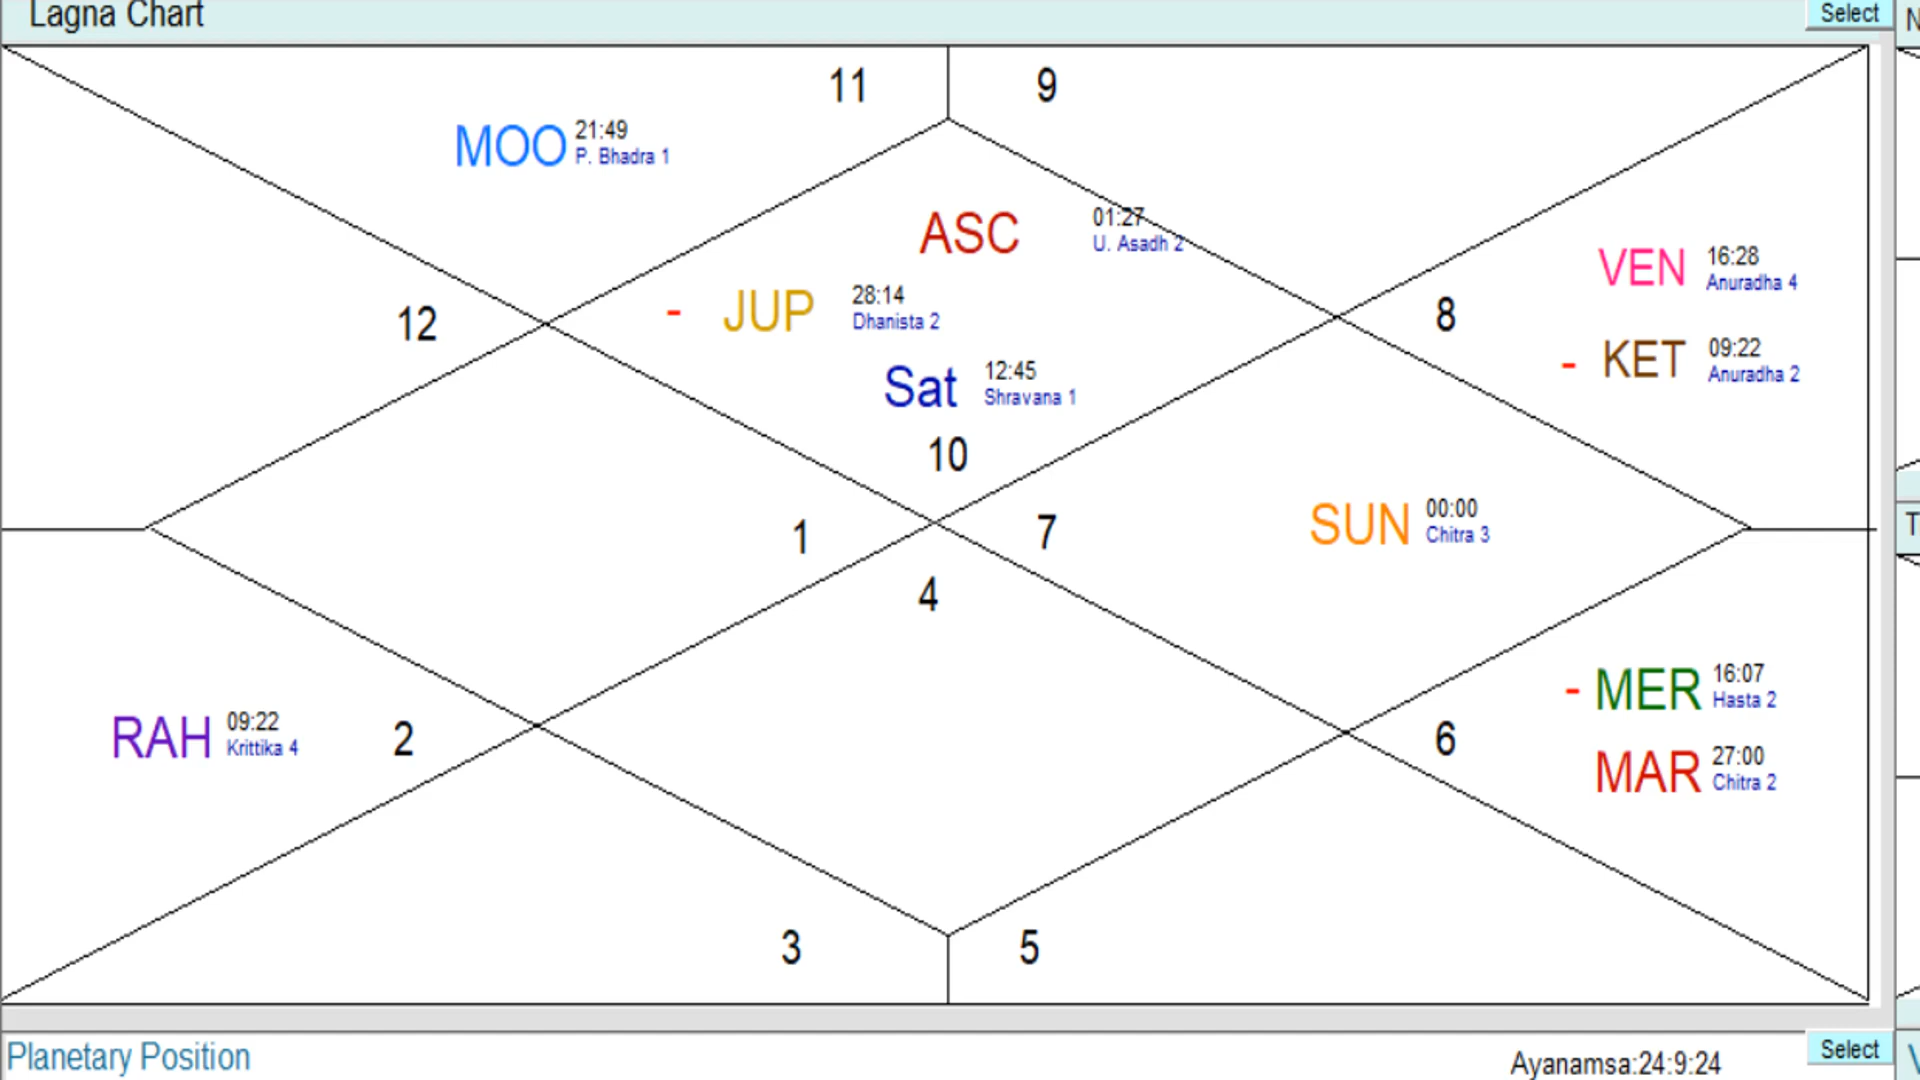 Lagna Chart
Select
N
11
9
MOO 21:49
P. Bhadra 1
ASC 01:27
U. Asadh 2
VEN 16:28
Anuradha 4
- JUP 28:14
Dhanista 2
12
8
- KET 09:22
Anuradha 2
Sat 12:45
Shravana 1
10
SUN 00:00
Chitra 3
T
1
7
4
- MER 16:07
Hasta 2
RAH 09:22
Krittika 4
2
6
MAR 27:00
Chitra 2
3
5
Planetary Position
Ayanamsa:24:9:24
Select
V